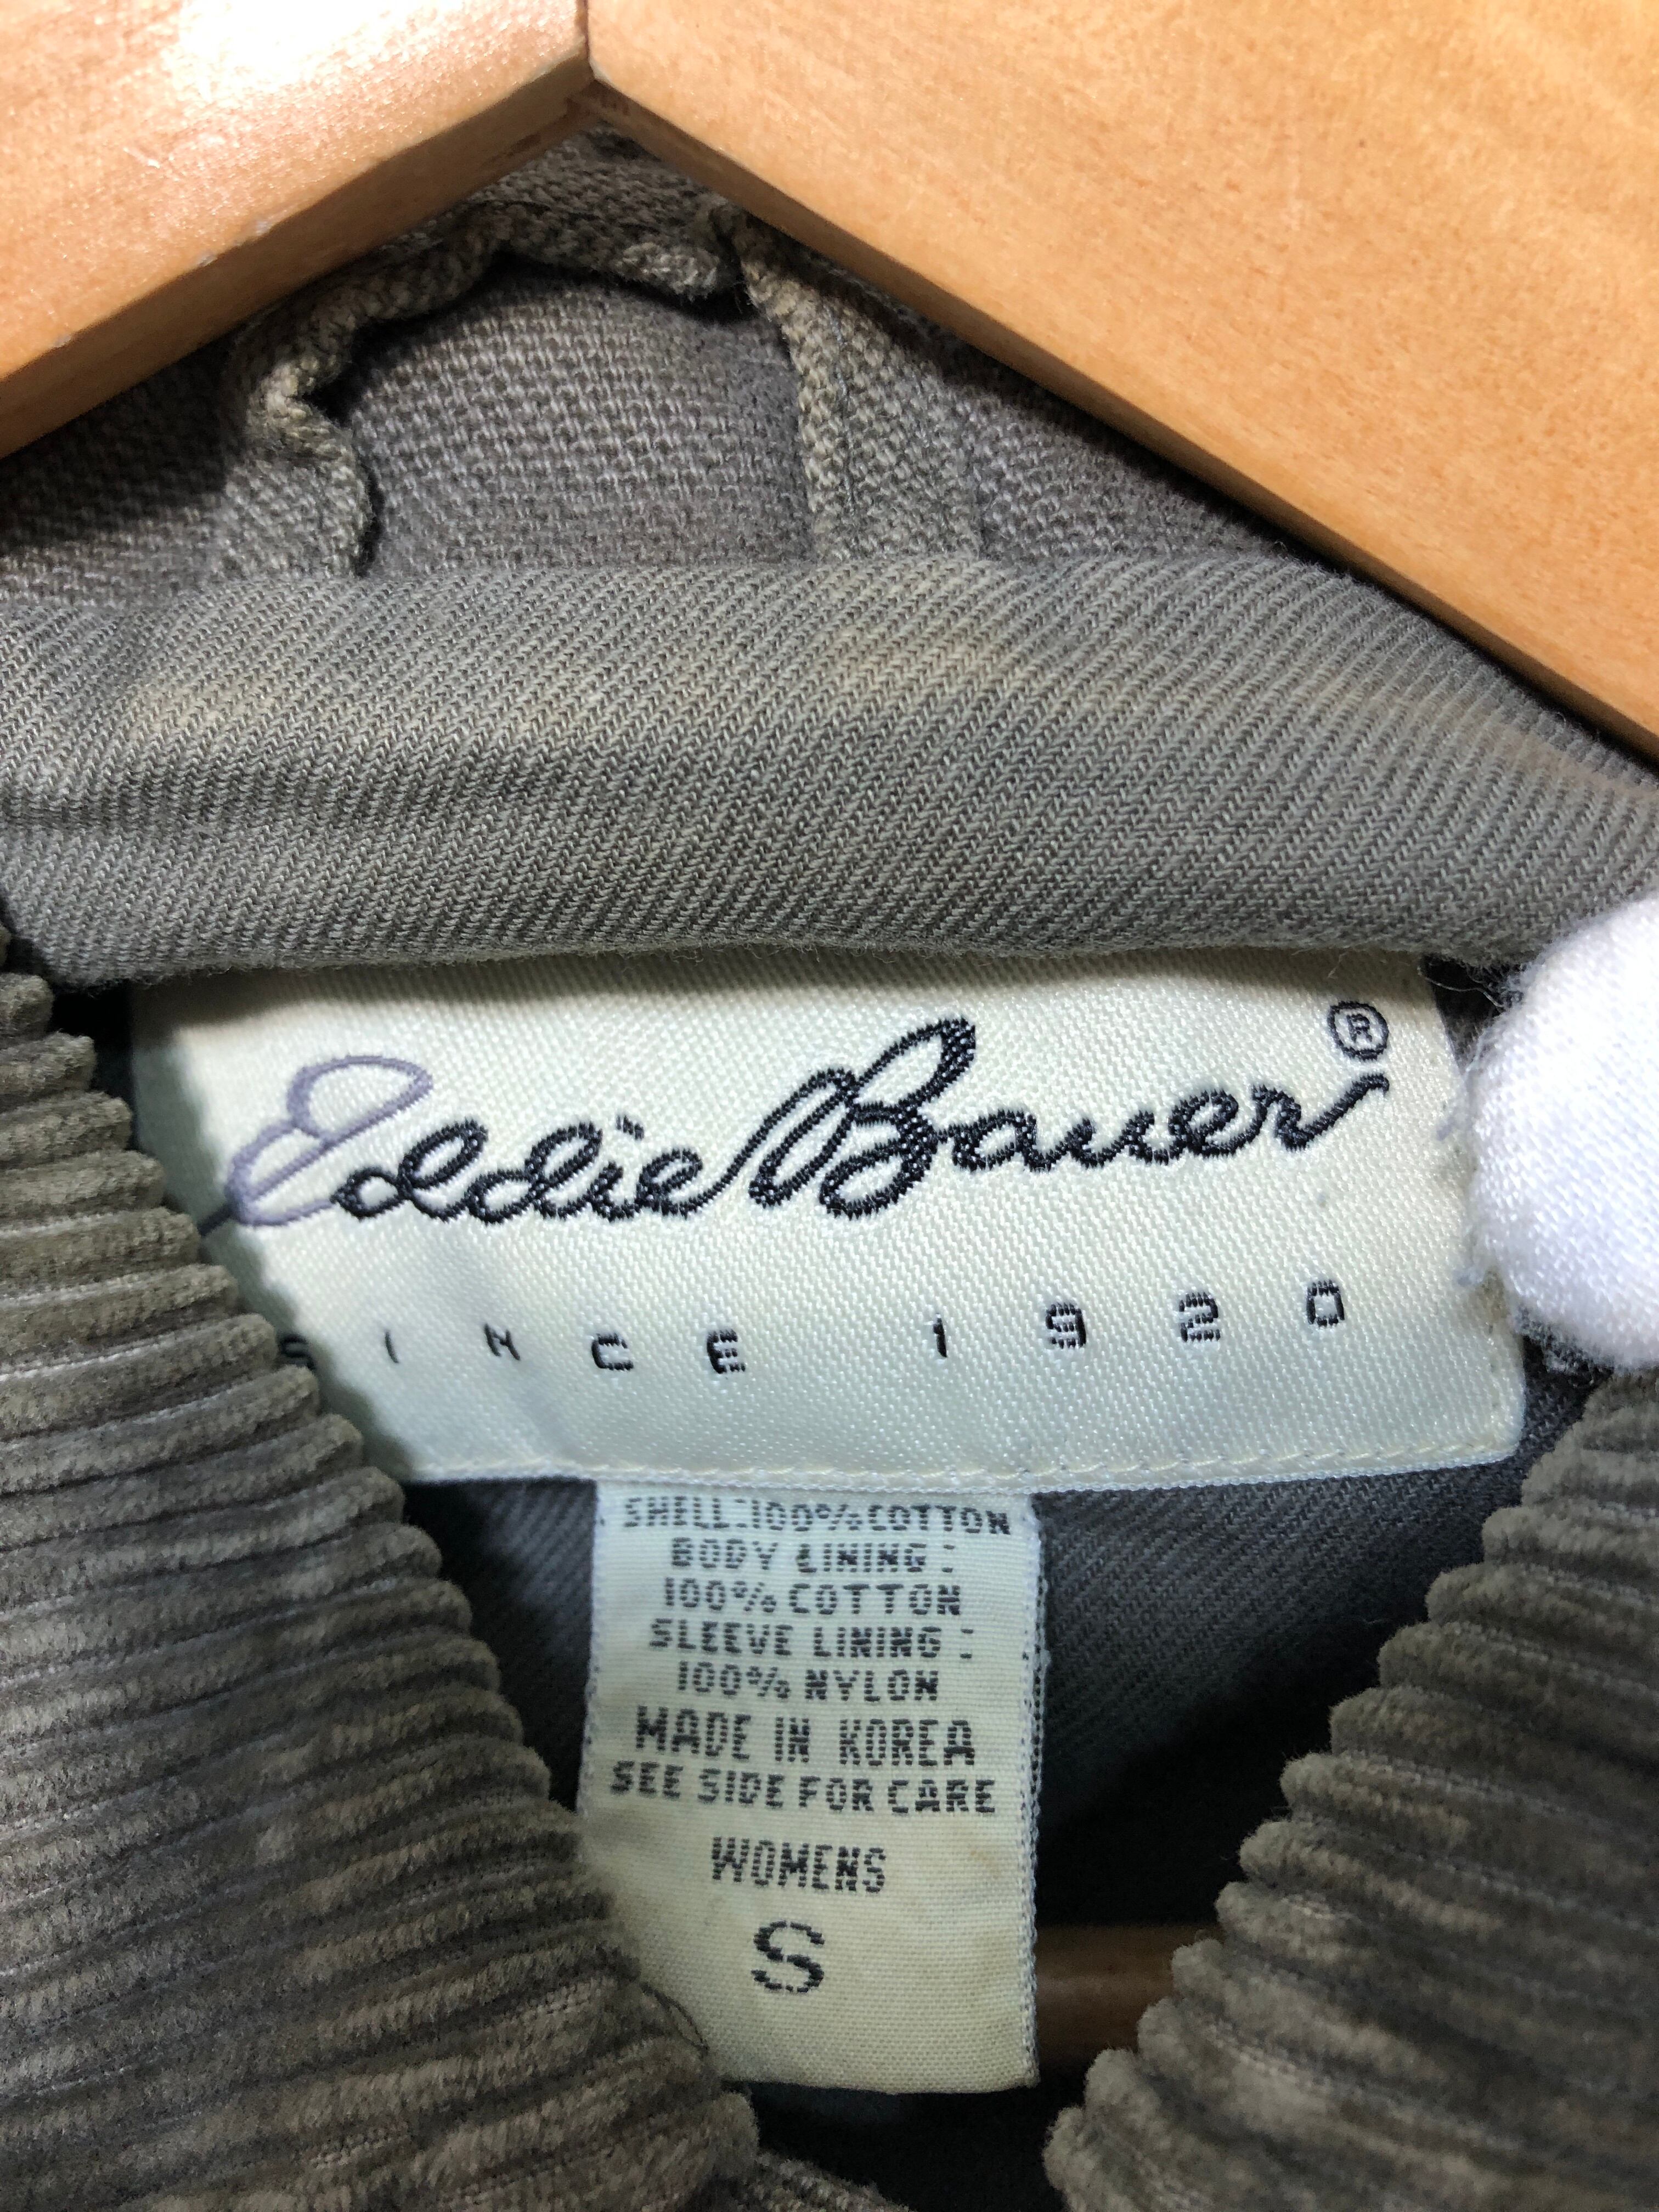 Eddie Bauer ®
SINCE 1920
SHELL:100% COTTON
BODY LINING:
100% COTTON
SLEEVE LINING:
100% NYLON
MADE IN KOREA
SEE SIDE FOR CARE
WOMENS
S